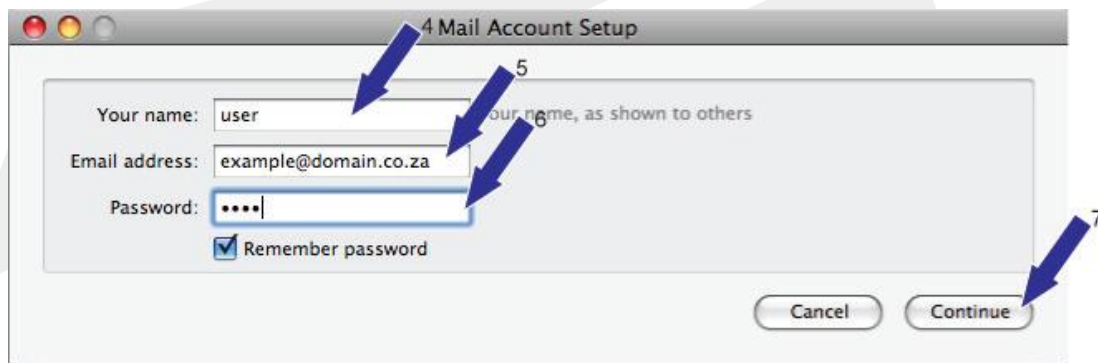 4 Mail Account Setup
5
Your name: user our name, as shown to others
6
Email address: example@domain.co.za
Password: ••••
Remember password
7
Cancel Continue